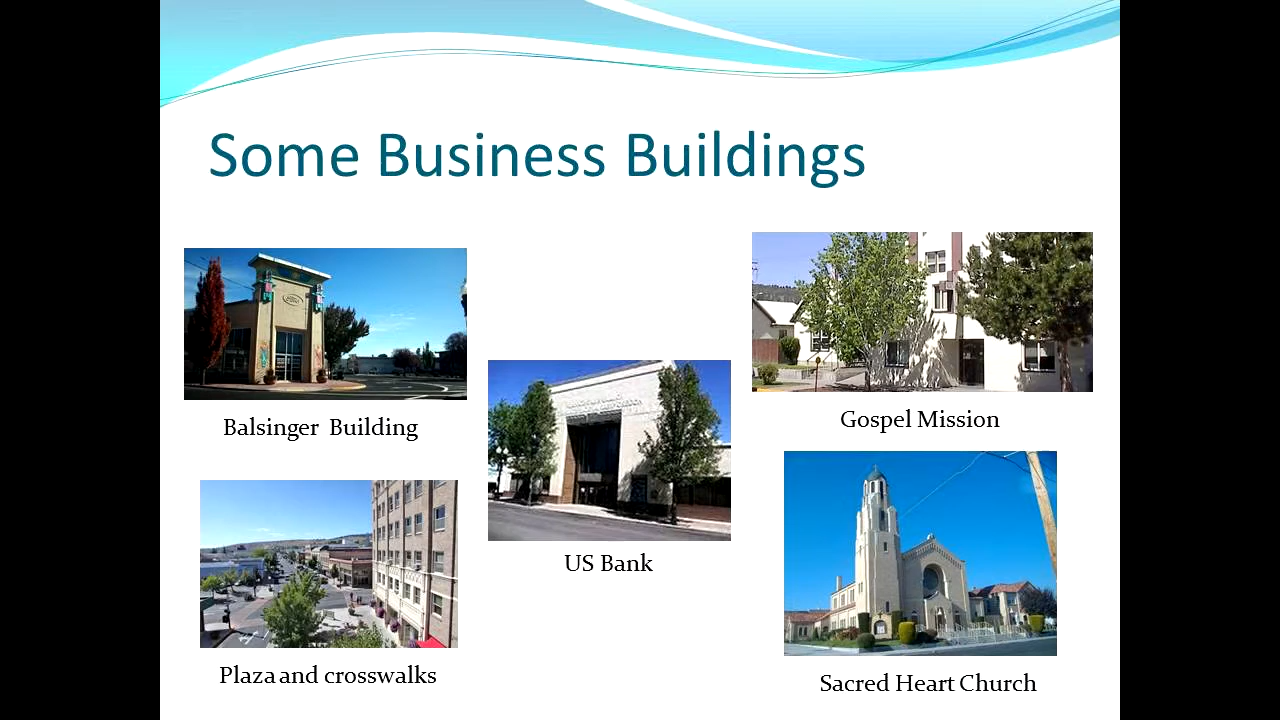 Some Business Buildings
Balsinger Building
Gospel Mission
US Bank
Plaza and crosswalks
Sacred Heart Church